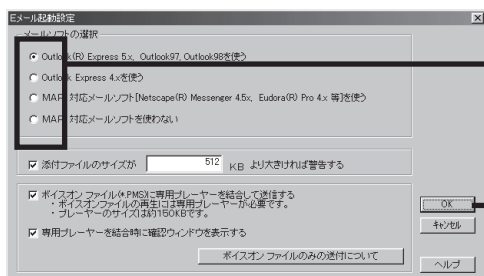 Eメール起動設定
メールソフトの選択
Outlook(R) Express 5.x、Outlook97、Outlook98を使う
Outlook Express 4.xを使う
MAPI対応メールソフト[Netscape(R) Messenger 4.5x、Eudora(R) Pro 4.x 等]を使う
MAPI対応メールソフトを使わない
添付ファイルのサイズが 512 KB より大きければ警告する
ボイスオン ファイル(*.PMS)に専用プレーヤーを結合して送信する
・ボイスオンファイルの再生には専用プレーヤーが必要です。
・プレーヤーのサイズは約150KBです。
専用プレーヤーを結合時に確認ウィンドウを表示する
ボイスオン ファイルのみの送付について
OK
キャンセル
ヘルプ